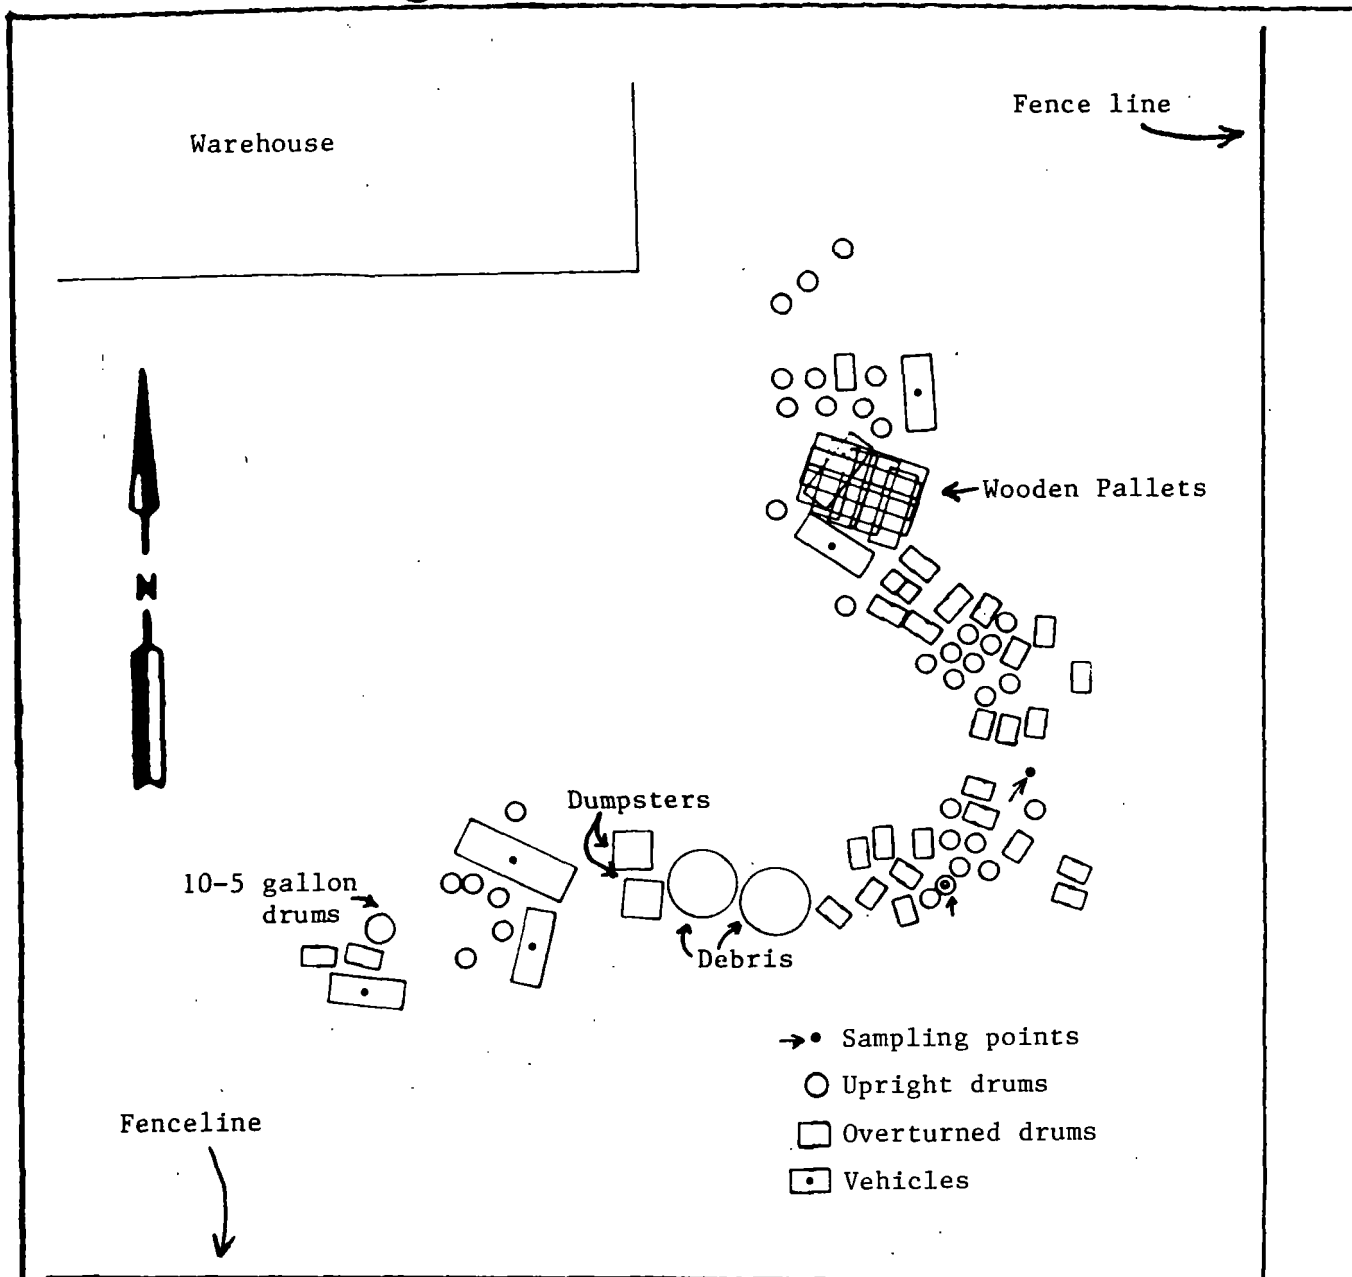 Warehouse
Fence line
Wooden Pallets
N
Dumpsters
10-5 gallon
drums
Debris
Sampling points
Upright drums
Overturned drums
Vehicles
Fenceline